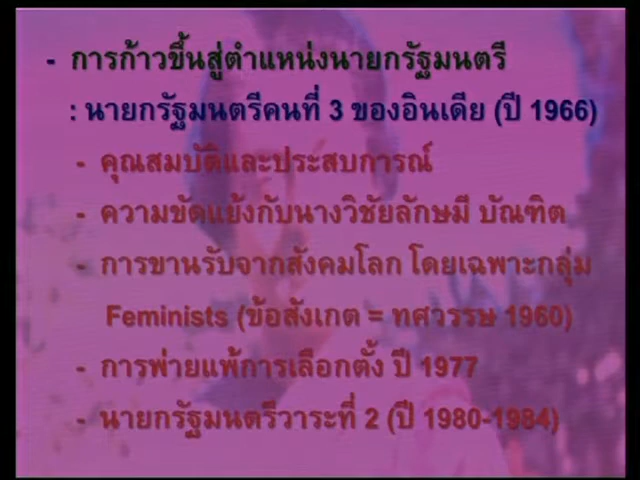 - การก้าวขึ้นสู่ตำแหน่งนายกรัฐมนตรี
: นายกรัฐมนตรีคนที่ 3 ของอินเดีย (ปี 1966)
- คุณสมบัติและประสบการณ์
- ความขัดแย้งกับนางวิชัยลักษมี บัณฑิต
- การขานรับจากสังคมโลก โดยเฉพาะกลุ่ม
Feminists (ข้อสังเกต = ทศวรรษ 1960)
- การพ่ายแพ้การเลือกตั้ง ปี 1977
- นายกรัฐมนตรีวาระที่ 2 (ปี 1980-1984)